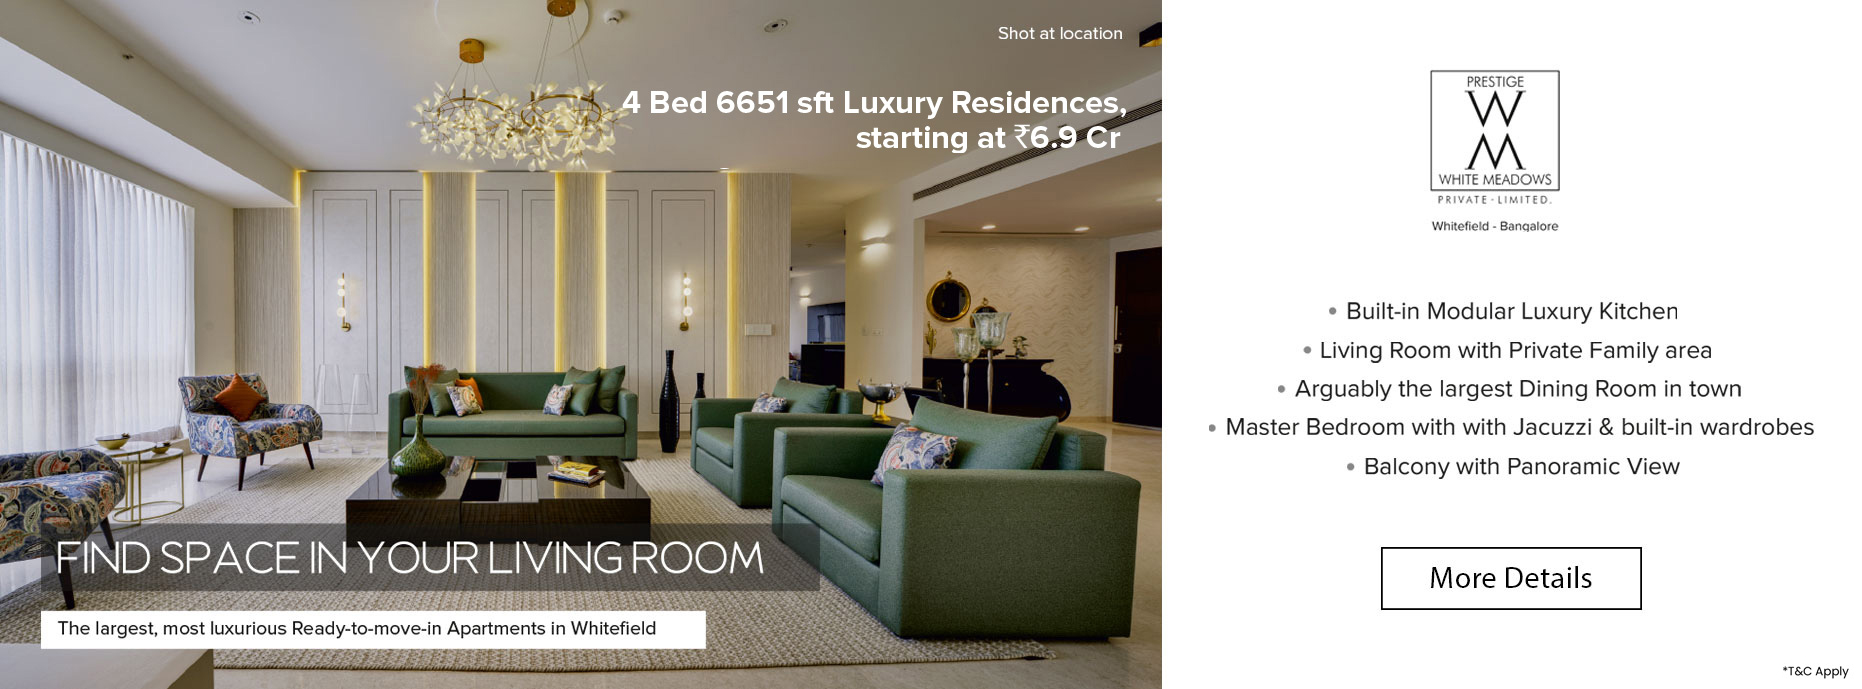 Shot at location
4 Bed 6651 sft Luxury Residences,
starting at ₹6.9 Cr
FIND SPACE IN YOUR LIVING ROOM
The largest, most luxurious Ready-to-move-in Apartments in Whitefield
PRESTIGE
WM
WHITE MEADOWS
PRIVATE - LIMITED.
Whitefield - Bangalore
• Built-in Modular Luxury Kitchen
• Living Room with Private Family area
• Arguably the largest Dining Room in town
• Master Bedroom with with Jacuzzi & built-in wardrobes
• Balcony with Panoramic View
More Details
*T&C Apply